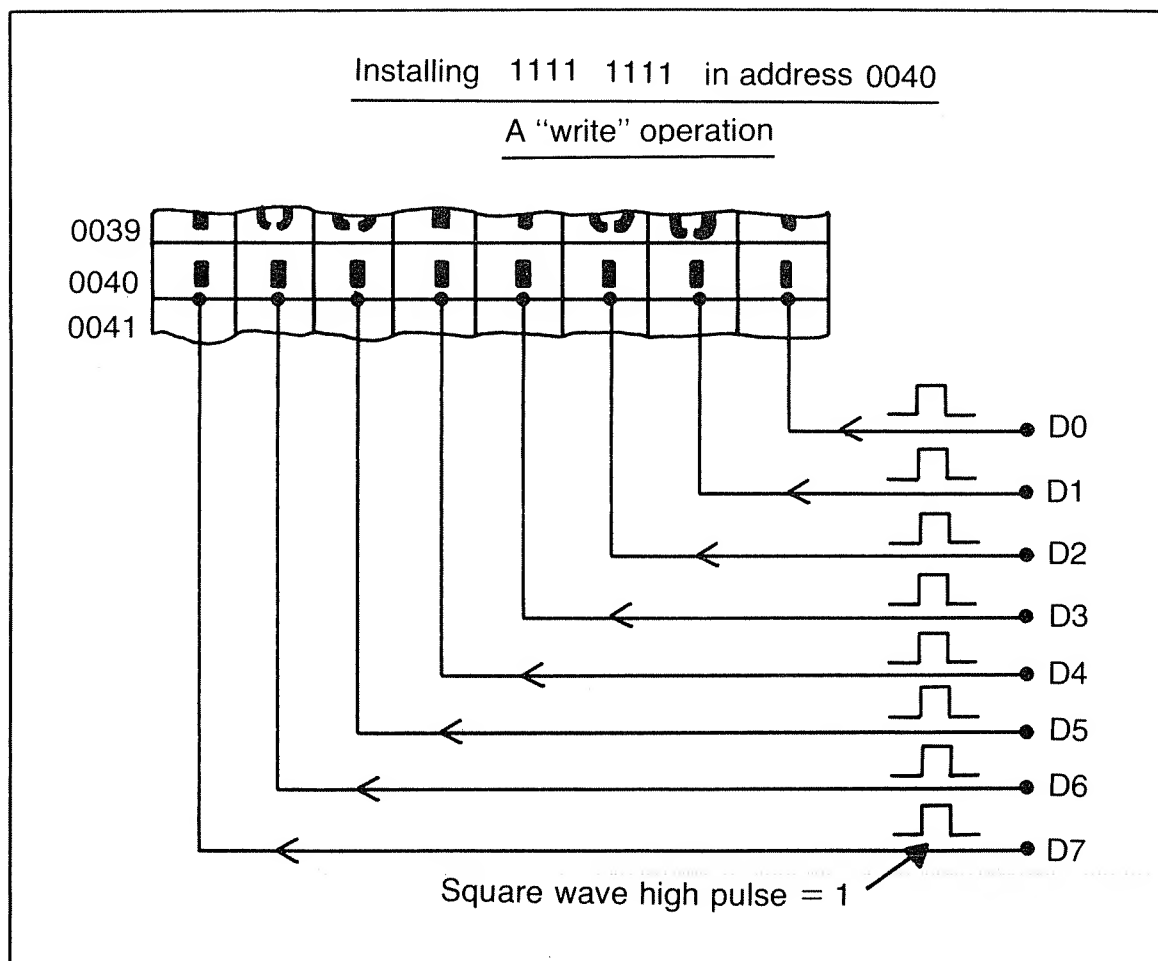 Installing 1111 1111 in address 0040
A “write” operation
0039
0040
0041
D0
D1
D2
D3
D4
D5
D6
D7
Square wave high pulse = 1